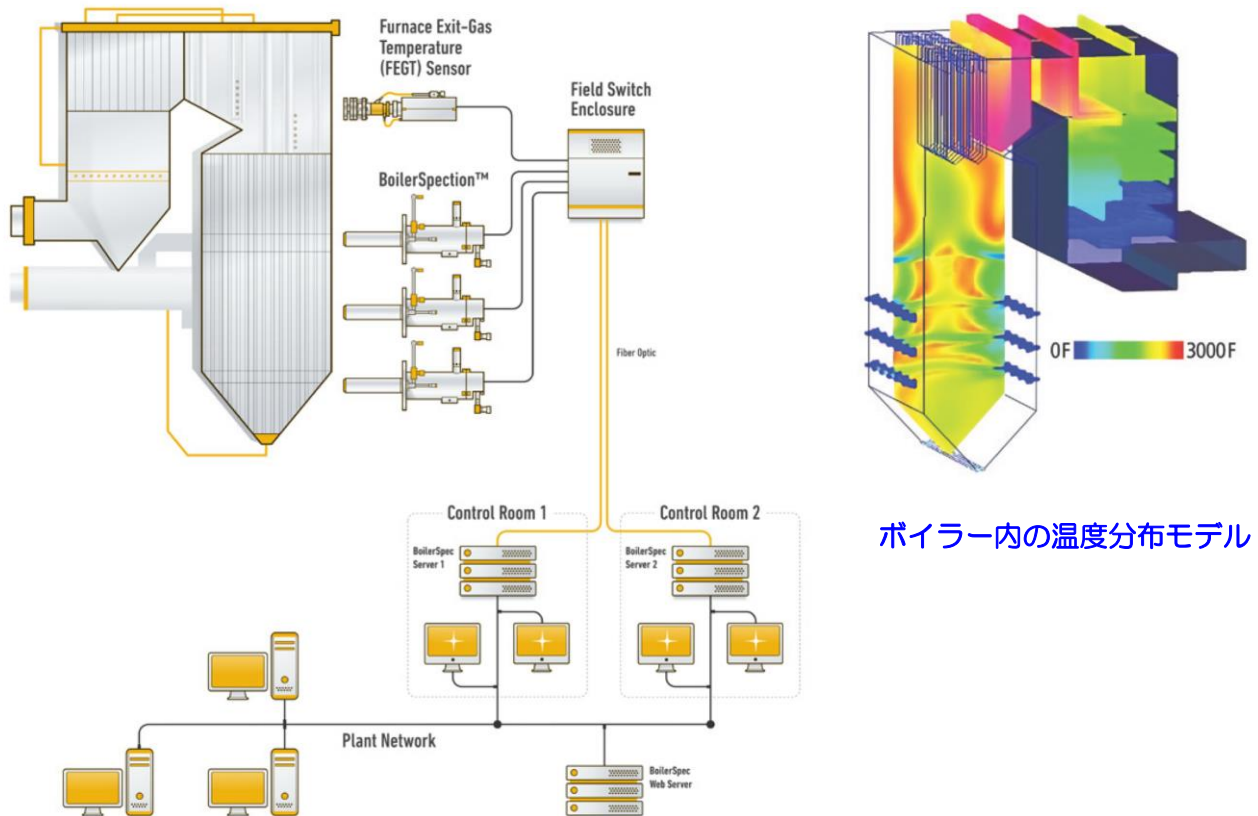 Furnace Exit-Gas
Temperature
(FEGT) Sensor
Field Switch
Enclosure
BoilerSpection™
Fiber Optic
0F
3000F
ボイラー内の温度分布モデル
Control Room 1
Control Room 2
BoilerSpec
Server 1
BoilerSpec
Server 2
Plant Network
BoilerSpec
Web Server